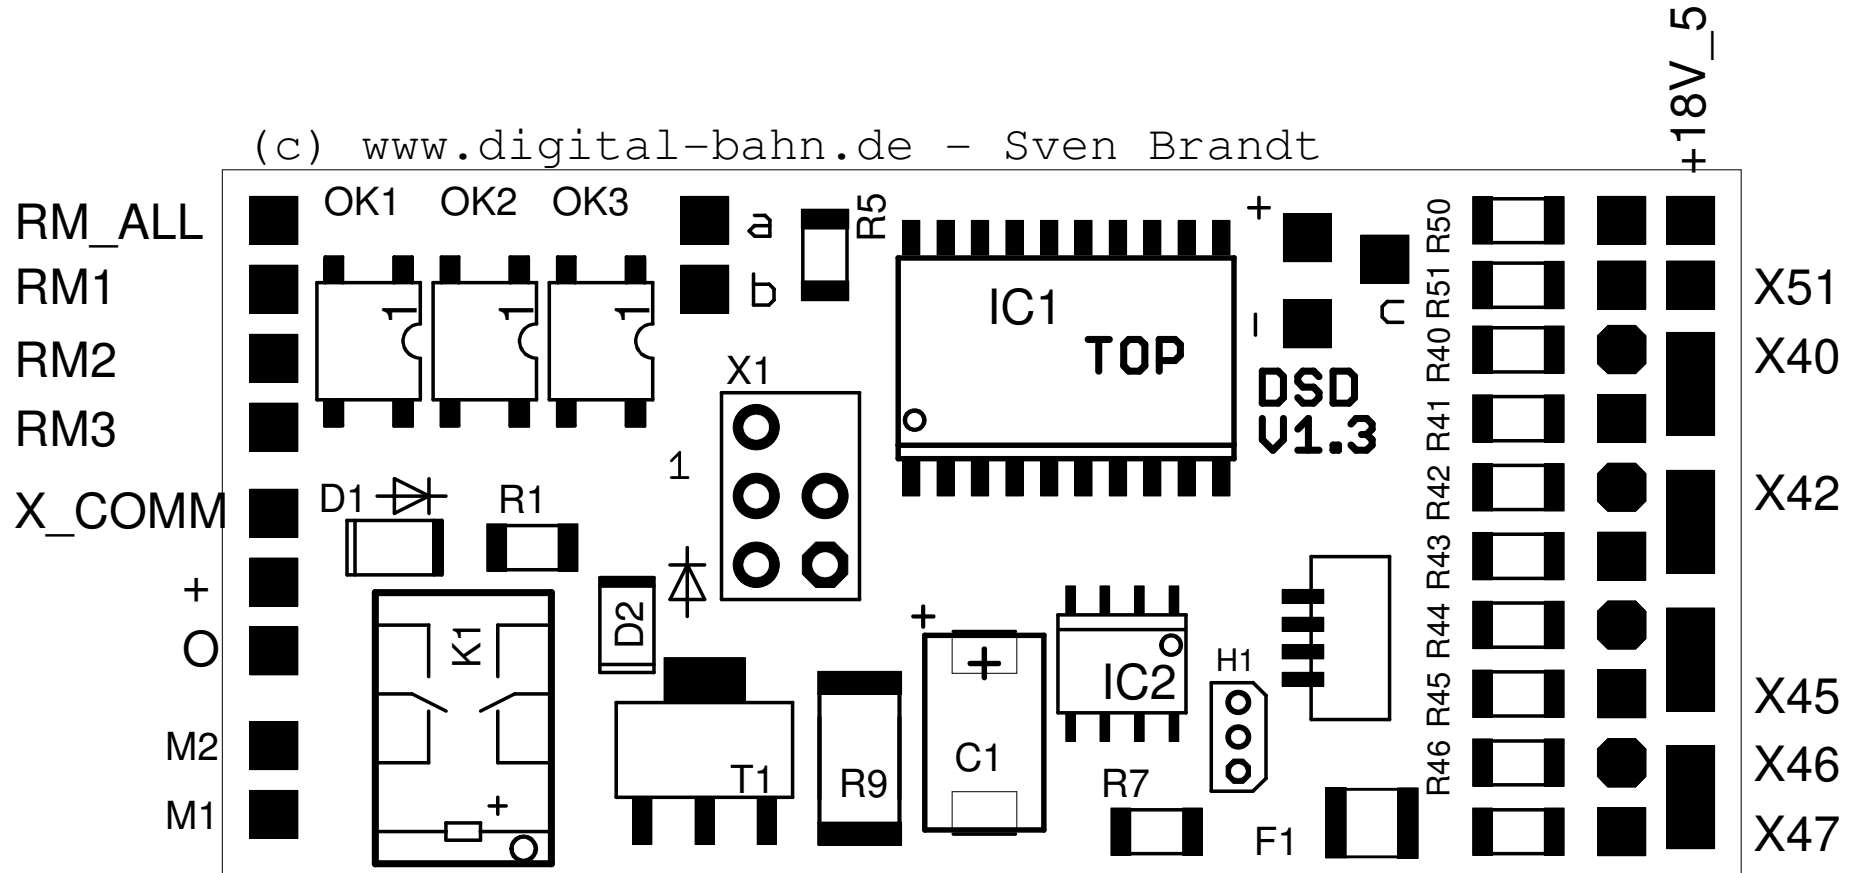 +18V_5
(c) www.digital-bahn.de - Sven Brandt
RM_ALL
OK1 OK2 OK3
a
R5
+
R50
RM1
b
1 1 1
IC1
-
c
R51
X51
RM2
TOP
R40
X40
X1
DSD
V1.3
RM3
R41
1
X_COMM
D1
R1
R42
X42
R43
+
O
K1
D2
+
+
IC2
H1
R44
R45
X45
M2
T1
R9
C1
R7
R46
X46
M1
+
F1
X47